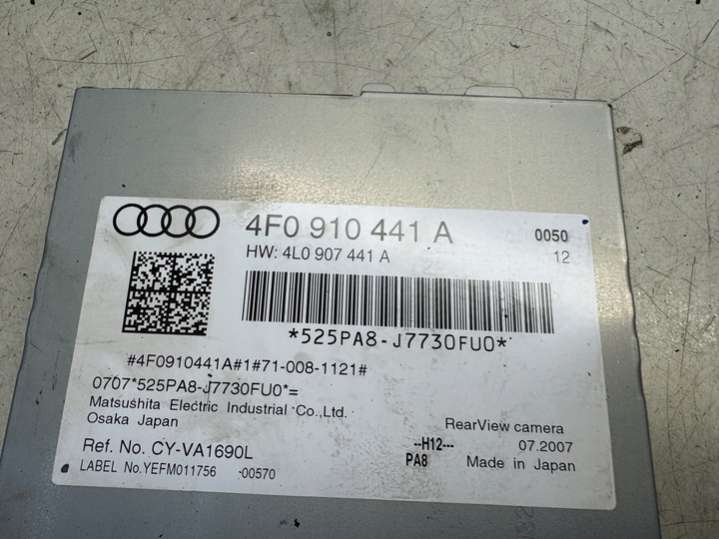 4F0 910 441 A
0050
HW: 4L0 907 441 A
12
*525PA8-J7730FU0*
#4F0910441A#1#71-008-1121#
0707*525PA8-J7730FU0*=
Matsushita Electric Industrial Co.,Ltd.
Osaka Japan
RearView camera
Ref. No. CY-VA1690L
--H12---
07.2007
LABEL No.YEFM011756 -00570
PA8
Made in Japan